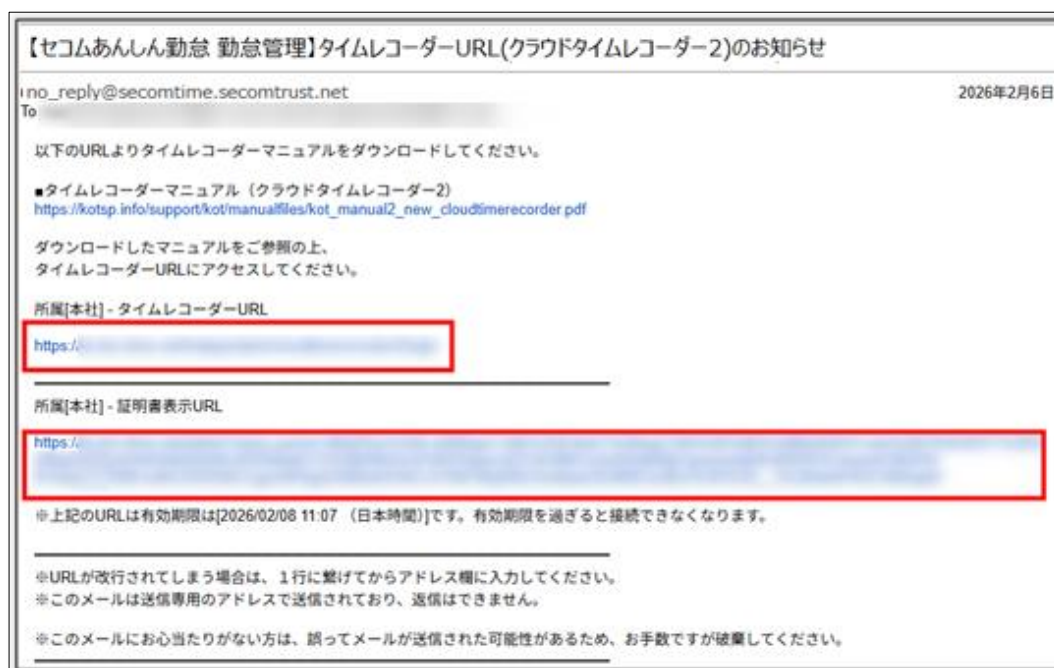 【セコムあんしん勤怠 勤怠管理】タイムレコーダーURL(クラウドタイムレコーダー2)のお知らせ
no_reply@secomtime.secomtrust.net
2026年2月6日
To
以下のURLよりタイムレコーダーマニュアルをダウンロードしてください。
■タイムレコーダーマニュアル（クラウドタイムレコーダー2）
https://kotsp.info/support/kot/manualfiles/kot_manual2_new_cloudtimerecorder.pdf
ダウンロードしたマニュアルをご参照の上、
タイムレコーダーURLにアクセスしてください。
所属[本社] - タイムレコーダーURL
https:/
所属[本社] - 証明書表示URL
https:/
※上記のURLは有効期限は[2026/02/08 11:07 （日本時間）]です。有効期限を過ぎると接続できなくなります。
※URLが改行されてしまう場合は、１行に繋げてからアドレス欄に入力してください。
※このメールは送信専用のアドレスで送信されており、返信はできません。
※このメールにお心当たりがない方は、誤ってメールが送信された可能性があるため、お手数ですが破棄してください。